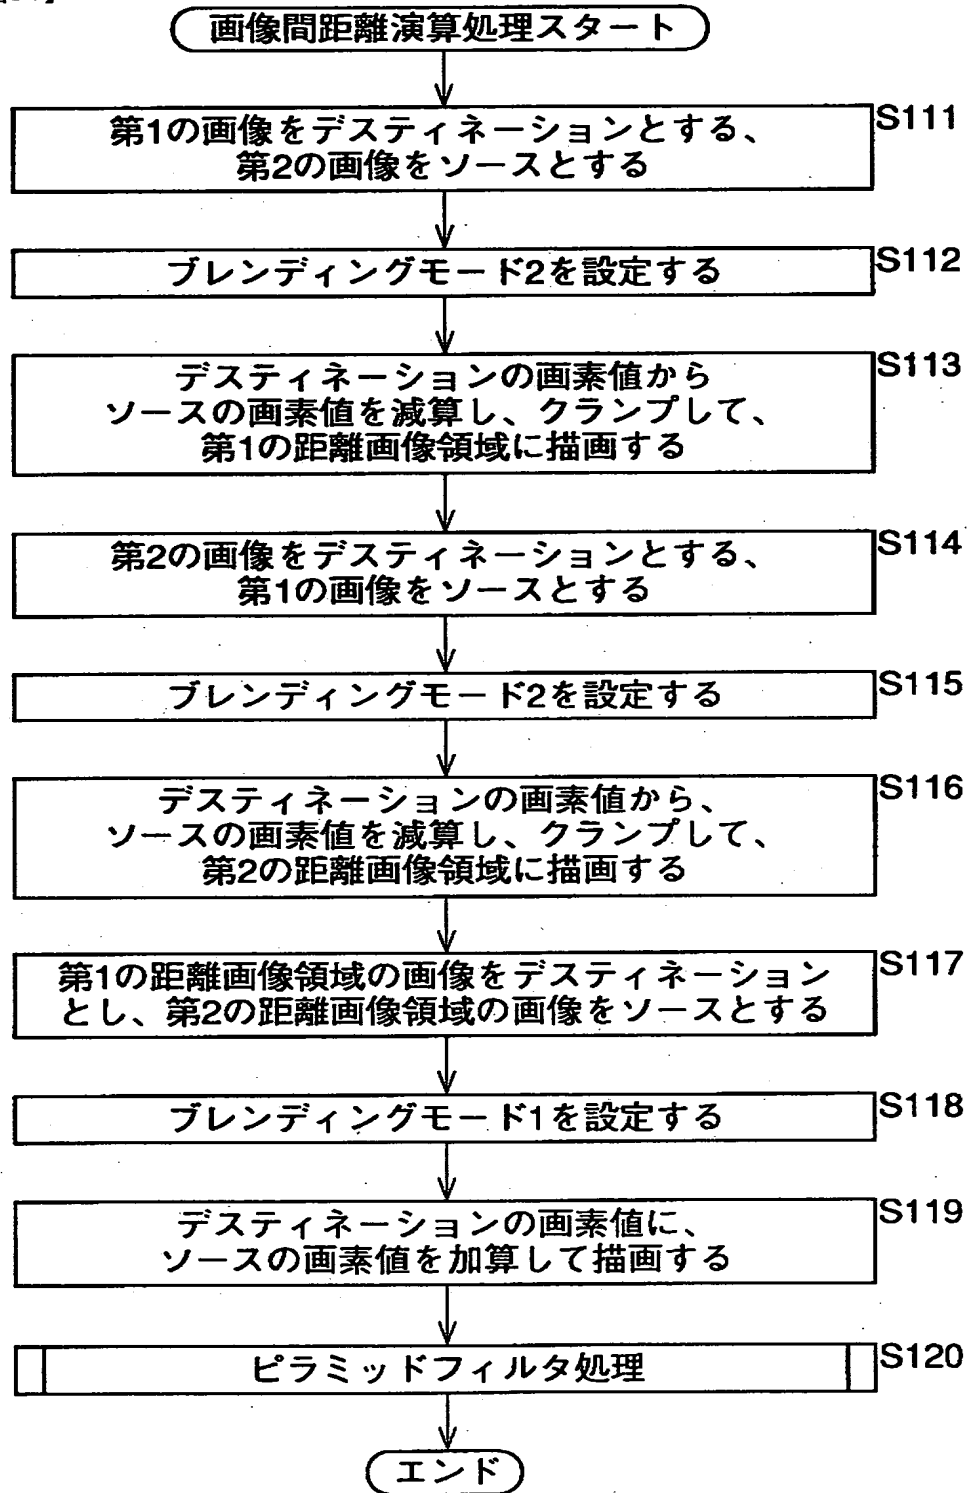 画像間距離演算処理スタート
S111
第1の画像をデスティネーションとする、
第2の画像をソースとする
S112
ブレンディングモード2を設定する
S113
デスティネーションの画素値から
ソースの画素値を減算し、クランプして、
第1の距離画像領域に描画する
S114
第2の画像をデスティネーションとする、
第1の画像をソースとする
S115
ブレンディングモード2を設定する
S116
デスティネーションの画素値から、
ソースの画素値を減算し、クランプして、
第2の距離画像領域に描画する
S117
第1の距離画像領域の画像をデスティネーション
とし、第2の距離画像領域の画像をソースとする
S118
ブレンディングモード1を設定する
S119
デスティネーションの画素値に、
ソースの画素値を加算して描画する
S120
ピラミッドフィルタ処理
エンド